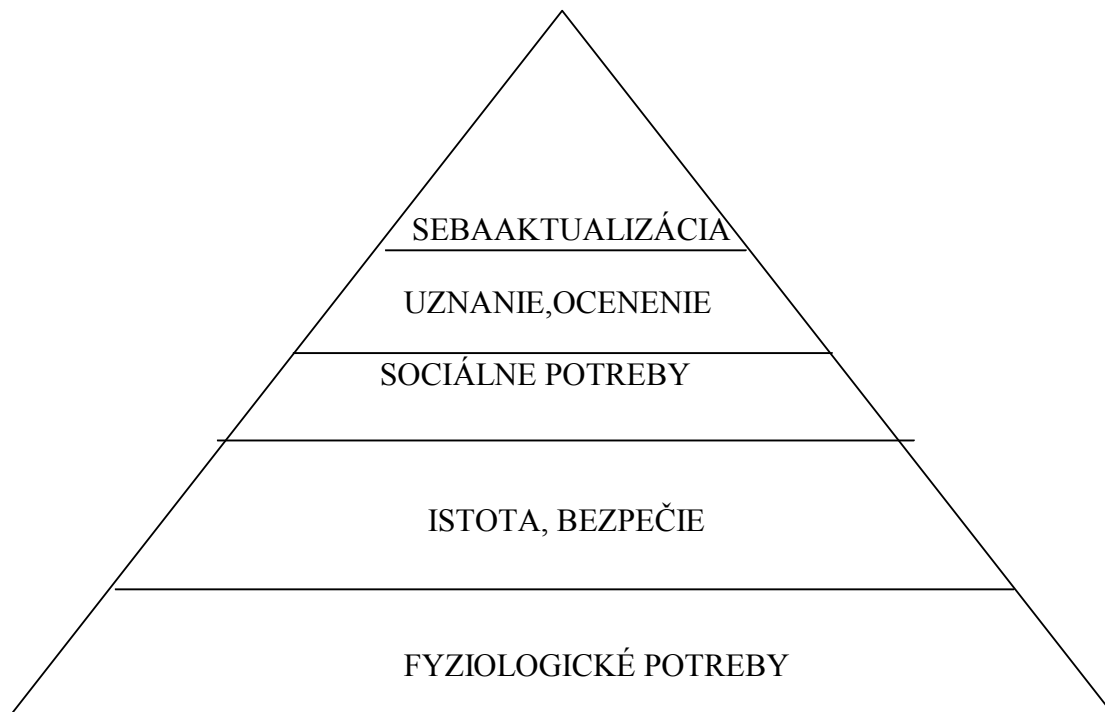 SEBAAKTUALIZÁCIA
UZNANIE,OCENENIE
SOCIÁLNE POTREBY
ISTOTA, BEZPEČIE
FYZIOLOGICKÉ POTREBY